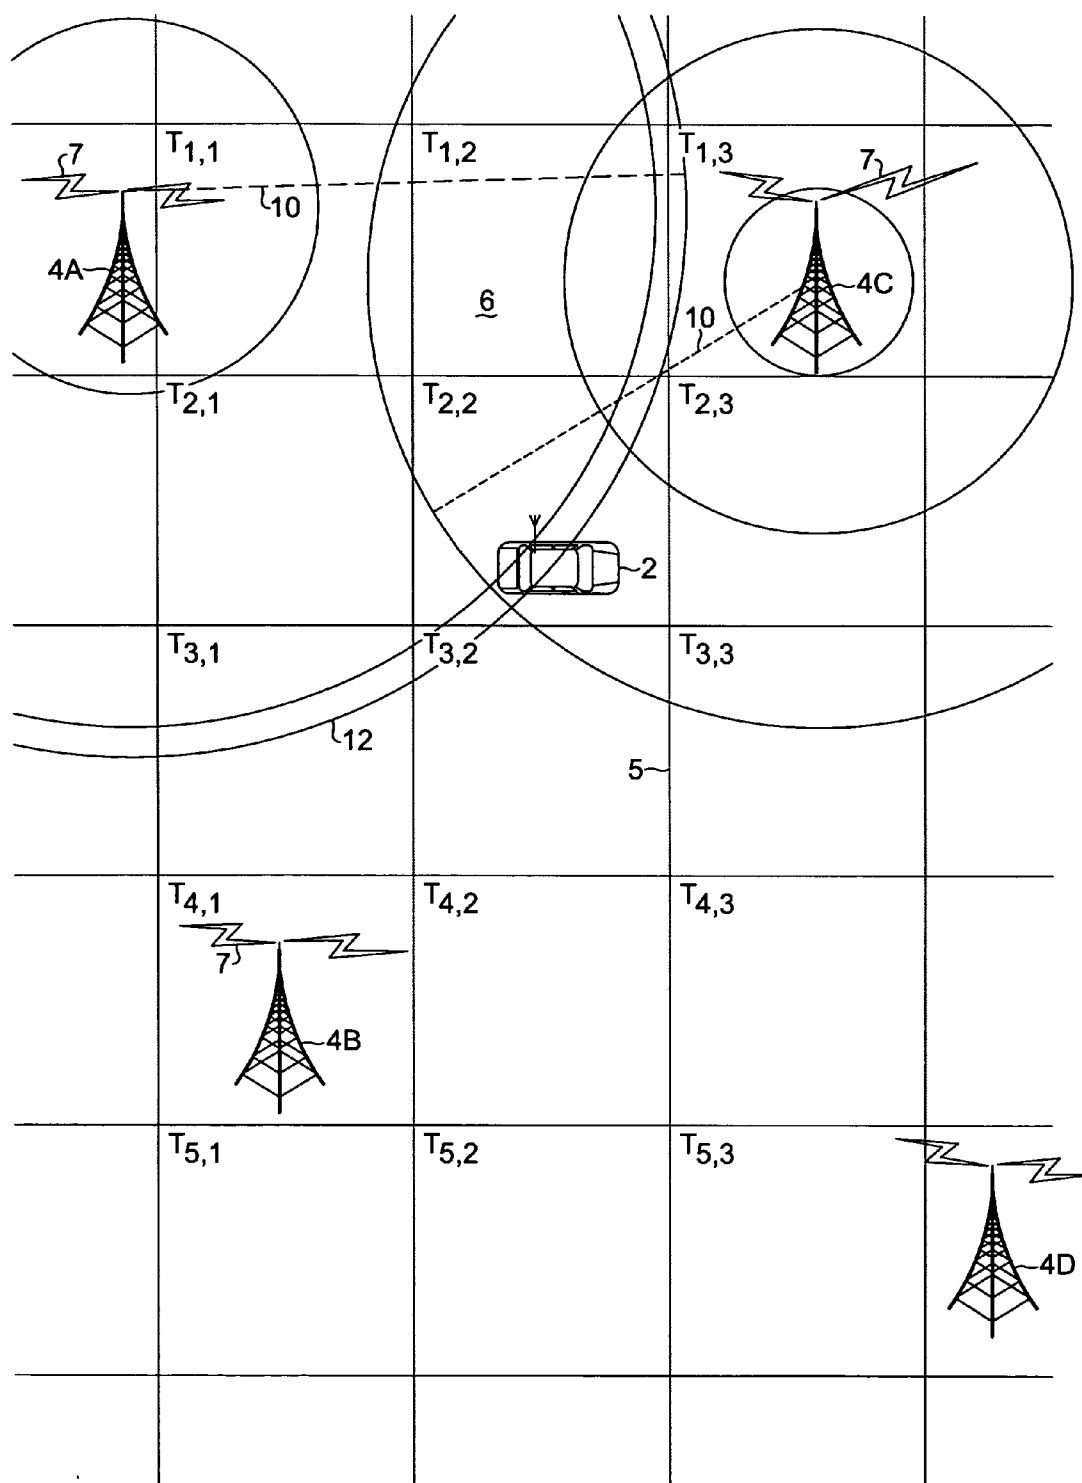 T1,1
T1,2
T1,3
7
7
10
4A
6
4C
10
T2,1
T2,2
T2,3
2
T3,1
T3,2
T3,3
12
5
T4,1
T4,2
T4,3
7
4B
T5,1
T5,2
T5,3
4D